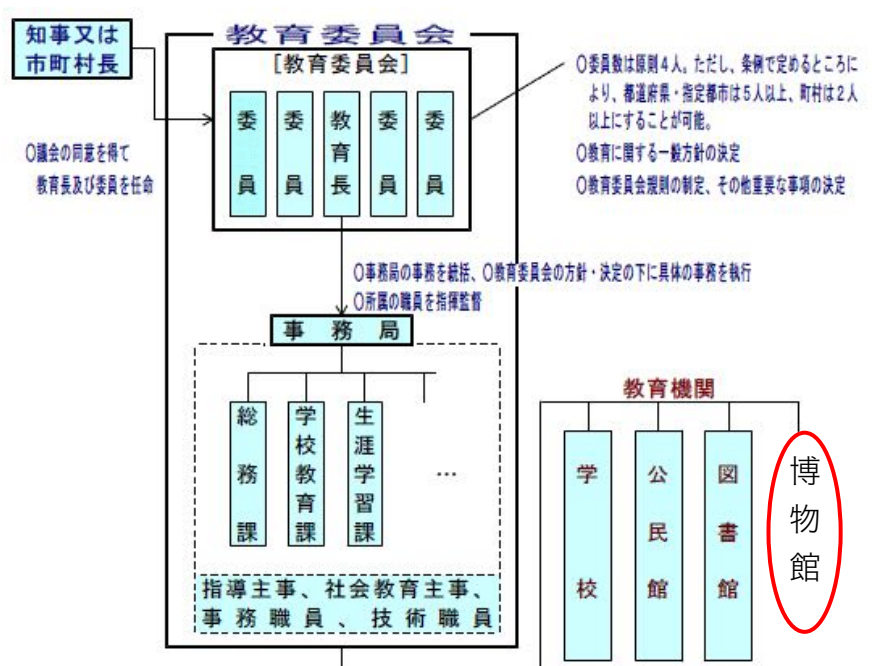 知事又は
市町村長
教育委員会
[教育委員会]
委員
委員
教育長
委員
委員
〇議会の同意を得て
教育長及び委員を任命
〇委員数は原則４人。ただし、条例で定めるところに
より、都道府県・指定都市は５人以上、町村は２人
以上にすることが可能。
〇教育に関する一般方針の決定
〇教育委員会規則の制定、その他重要な事項の決定
〇事務局の事務を統括、〇教育委員会の方針・決定の下に具体の事務を執行
〇所属の職員を指揮監督
事務局
総務課
学校教育課
生涯学習課
…
指導主事、社会教育主事、
事務職員、技術職員
教育機関
学校
公民館
図書館
博物館